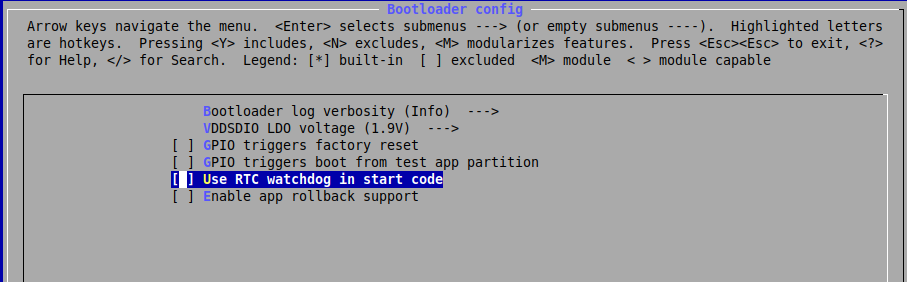 Bootloader config
Arrow keys navigate the menu.  <Enter> selects submenus ---> (or empty submenus ----).  Highlighted letters
are hotkeys.  Pressing <Y> includes, <N> excludes, <M> modularizes features.  Press <Esc><Esc> to exit, <?>
for Help, </> for Search.  Legend: [*] built-in  [ ] excluded  <M> module  < > module capable
Bootloader log verbosity (Info)  --->
VDDSDIO LDO voltage (1.9V)  --->
[ ] GPIO triggers factory reset
[ ] GPIO triggers boot from test app partition
[ ] Use RTC watchdog in start code
[ ] Enable app rollback support